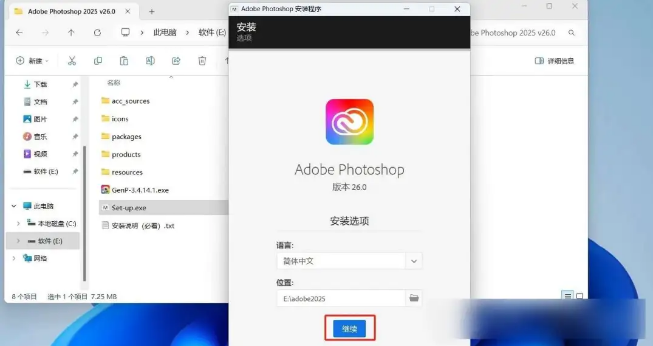 Adobe Photoshop 2025 v26.0
此电脑
软件 (E:)
be Photoshop 2025 v26.0
新建
详细信息
下载
文档
图片
音乐
视频
软件 (E:)
此电脑
本地磁盘 (C:)
软件 (E:)
网络
名称
acc_sources
icons
packages
products
resources
GenP-3.4.14.1.exe
Set-up.exe
安装说明 (必看) .txt
8 个项目
选中 1 个项目 7.25 MB
Adobe Photoshop 安装程序
安装
选项
Adobe Photoshop
版本 26.0
安装选项
语言:
简体中文
位置:
E:\adobe2025
继续